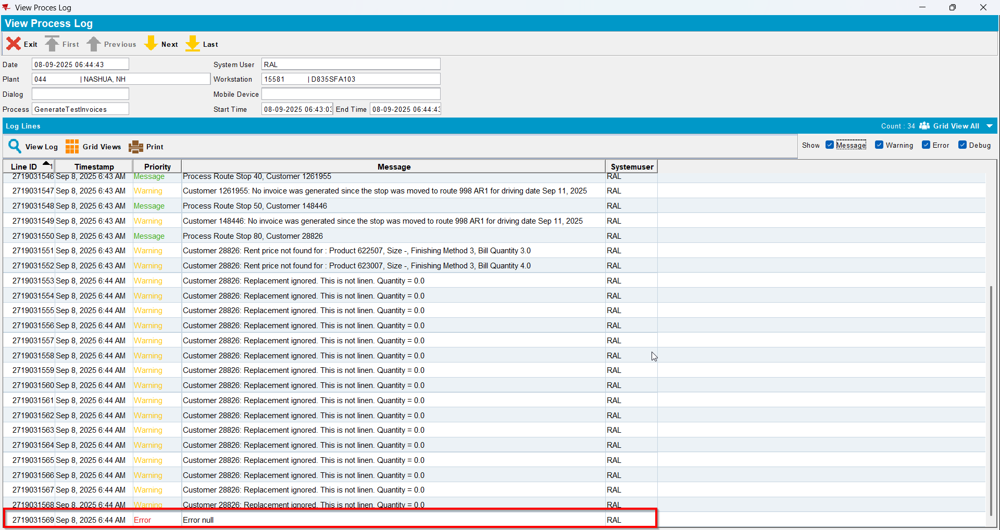 View Proces Log
View Process Log
Exit First Previous Next Last
Date 08-09-2025 06:44:43 System User RAL
Plant 044 | NASHUA, NH Workstation 15581 | D835SFA103
Dialog Mobile Device
Process GenerateTestInvoices Start Time 08-09-2025 06:43:03 End Time 08-09-2025 06:44:43
Log Lines Count : 34 Grid View All
View Log Grid Views Print Show Message Warning Error Debug
Line ID 1 Timestamp Priority Message Systemuser
2719031546 Sep 8, 2025 6:43 AM Message Process Route Stop 40, Customer 1261955 RAL
2719031547 Sep 8, 2025 6:43 AM Warning Customer 1261955: No invoice was generated since the stop was moved to route 998 AR1 for driving date Sep 11, 2025 RAL
2719031548 Sep 8, 2025 6:43 AM Message Process Route Stop 50, Customer 148446 RAL
2719031549 Sep 8, 2025 6:43 AM Warning Customer 148446: No invoice was generated since the stop was moved to route 998 AR1 for driving date Sep 11, 2025 RAL
2719031550 Sep 8, 2025 6:43 AM Message Process Route Stop 80, Customer 28826 RAL
2719031551 Sep 8, 2025 6:43 AM Warning Customer 28826: Rent price not found for : Product 622507, Size -, Finishing Method 3, Bill Quantity 3.0 RAL
2719031552 Sep 8, 2025 6:43 AM Warning Customer 28826: Rent price not found for : Product 623007, Size -, Finishing Method 3, Bill Quantity 4.0 RAL
2719031553 Sep 8, 2025 6:44 AM Warning Customer 28826: Replacement ignored. This is not linen. Quantity = 0.0 RAL
2719031554 Sep 8, 2025 6:44 AM Warning Customer 28826: Replacement ignored. This is not linen. Quantity = 0.0 RAL
2719031555 Sep 8, 2025 6:44 AM Warning Customer 28826: Replacement ignored. This is not linen. Quantity = 0.0 RAL
2719031556 Sep 8, 2025 6:44 AM Warning Customer 28826: Replacement ignored. This is not linen. Quantity = 0.0 RAL
2719031557 Sep 8, 2025 6:44 AM Warning Customer 28826: Replacement ignored. This is not linen. Quantity = 0.0 RAL
2719031558 Sep 8, 2025 6:44 AM Warning Customer 28826: Replacement ignored. This is not linen. Quantity = 0.0 RAL
2719031559 Sep 8, 2025 6:44 AM Warning Customer 28826: Replacement ignored. This is not linen. Quantity = 0.0 RAL
2719031560 Sep 8, 2025 6:44 AM Warning Customer 28826: Replacement ignored. This is not linen. Quantity = 0.0 RAL
2719031561 Sep 8, 2025 6:44 AM Warning Customer 28826: Replacement ignored. This is not linen. Quantity = 0.0 RAL
2719031562 Sep 8, 2025 6:44 AM Warning Customer 28826: Replacement ignored. This is not linen. Quantity = 0.0 RAL
2719031563 Sep 8, 2025 6:44 AM Warning Customer 28826: Replacement ignored. This is not linen. Quantity = 0.0 RAL
2719031564 Sep 8, 2025 6:44 AM Warning Customer 28826: Replacement ignored. This is not linen. Quantity = 0.0 RAL
2719031565 Sep 8, 2025 6:44 AM Warning Customer 28826: Replacement ignored. This is not linen. Quantity = 0.0 RAL
2719031566 Sep 8, 2025 6:44 AM Warning Customer 28826: Replacement ignored. This is not linen. Quantity = 0.0 RAL
2719031567 Sep 8, 2025 6:44 AM Warning Customer 28826: Replacement ignored. This is not linen. Quantity = 0.0 RAL
2719031568 Sep 8, 2025 6:44 AM Warning Customer 28826: Replacement ignored. This is not linen. Quantity = 0.0 RAL
2719031569 Sep 8, 2025 6:44 AM Error Error null RAL